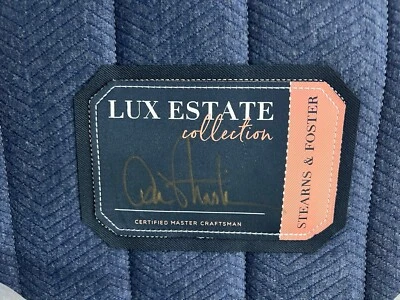 LUX ESTATE
collection
CERTIFIED MASTER CRAFTSMAN
STEARNS & FOSTER